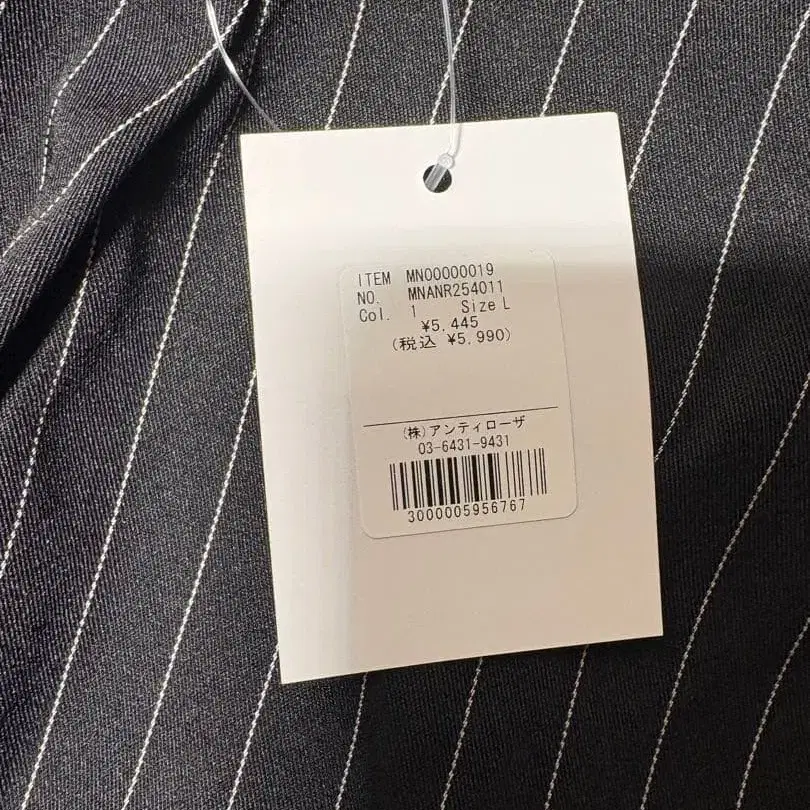 ITEM MN00000019
NO. MNANR254011
Col. 1 Size L
¥5,445
(税込 ¥5,990)
(株)アンティローザ
03-6431-9431
3000005956767